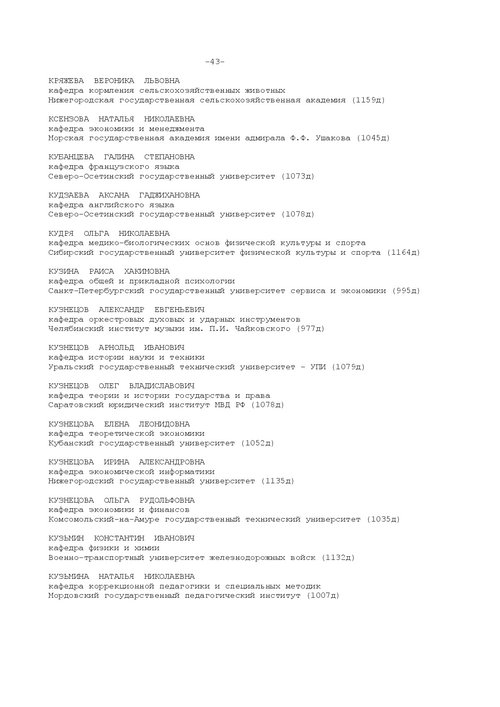 -43-
КРЯЖЕВА ВЕРОНИКА ЛЬВОВНА
кафедра кормления сельскохозяйственных животных
Нижегородская государственная сельскохозяйственная академия (1159д)
КСЕНЗОВА НАТАЛЬЯ НИКОЛАЕВНА
кафедра экономики и менеджмента
Морская государственная академия имени адмирала Ф.Ф. Ушакова (1045д)
КУБАНЦЕВА ГАЛИНА СТЕПАНОВНА
кафедра французского языка
Северо-Осетинский государственный университет (1073д)
КУДЗАЕВА АКСАНА ГАДЖИХАНОВНА
кафедра английского языка
Северо-Осетинский государственный университет (1078д)
КУДРЯ ОЛЬГА НИКОЛАЕВНА
кафедра медико-биологических основ физической культуры и спорта
Сибирский государственный университет физической культуры и спорта (1164д)
КУЗИНА РАИСА ХАКИМОВНА
кафедра общей и прикладной психологии
Санкт-Петербургский государственный университет сервиса и экономики (995д)
КУЗНЕЦОВ АЛЕКСАНДР ЕВГЕНЬЕВИЧ
кафедра оркестровых духовых и ударных инструментов
Челябинский институт музыки им. П.И. Чайковского (977д)
КУЗНЕЦОВ АРНОЛЬД ИВАНОВИЧ
кафедра истории науки и техники
Уральский государственный технический университет - УПИ (1079д)
КУЗНЕЦОВ ОЛЕГ ВЛАДИСЛАВОВИЧ
кафедра теории и истории государства и права
Саратовский юридический институт МВД РФ (1078д)
КУЗНЕЦОВА ЕЛЕНА ЛЕОНИДОВНА
кафедра теоретической экономики
Кубанский государственный университет (1052д)
КУЗНЕЦОВА ИРИНА АЛЕКСАНДРОВНА
кафедра экономической информатики
Нижегородский государственный университет (1135д)
КУЗНЕЦОВА ОЛЬГА РУДОЛЬФОВНА
кафедра экономики и финансов
Комсомольский-на-Амуре государственный технический университет (1035д)
КУЗЬМИН КОНСТАНТИН ИВАНОВИЧ
кафедра физики и химии
Военно-транспортный университет железнодорожных войск (1132д)
КУЗЬМИНА НАТАЛЬЯ НИКОЛАЕВНА
кафедра коррекционной педагогики и специальных методик
Мордовский государственный педагогический институт (1007д)